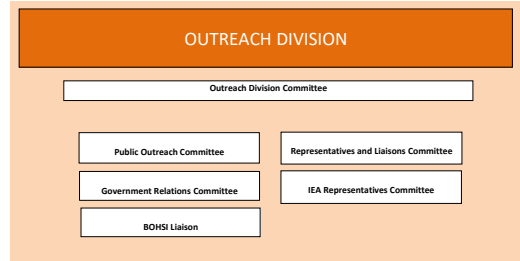 OUTREACH DIVISION
Outreach Division Committee
Public Outreach Committee
Representatives and Liaisons Committee
Government Relations Committee
IEA Representatives Committee
BOHSI Liaison